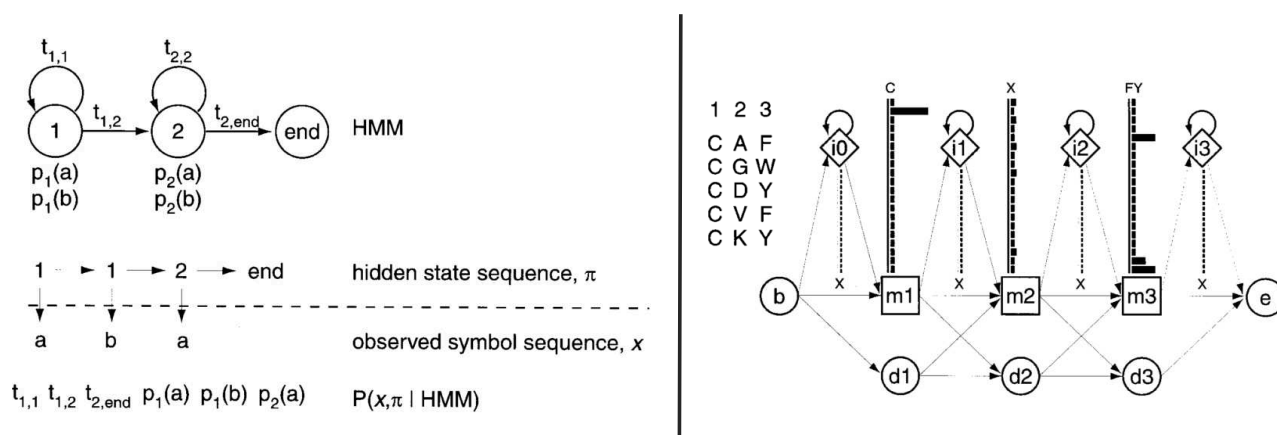 t1,1 t2,2
1 t1,2 2 t2,end end HMM
p1(a) p2(a)
p1(b) p2(b)
1 1 2 end hidden state sequence, π
a b a observed symbol sequence, x
t1,1 t1,2 t2,end p1(a) p1(b) p2(a) P(x,π | HMM)
C X FY
1 2 3
C A F
C G W
C D Y
C V F
C K Y
i0 i1 i2 i3
x x x x
b m1 m2 m3 e
d1 d2 d3